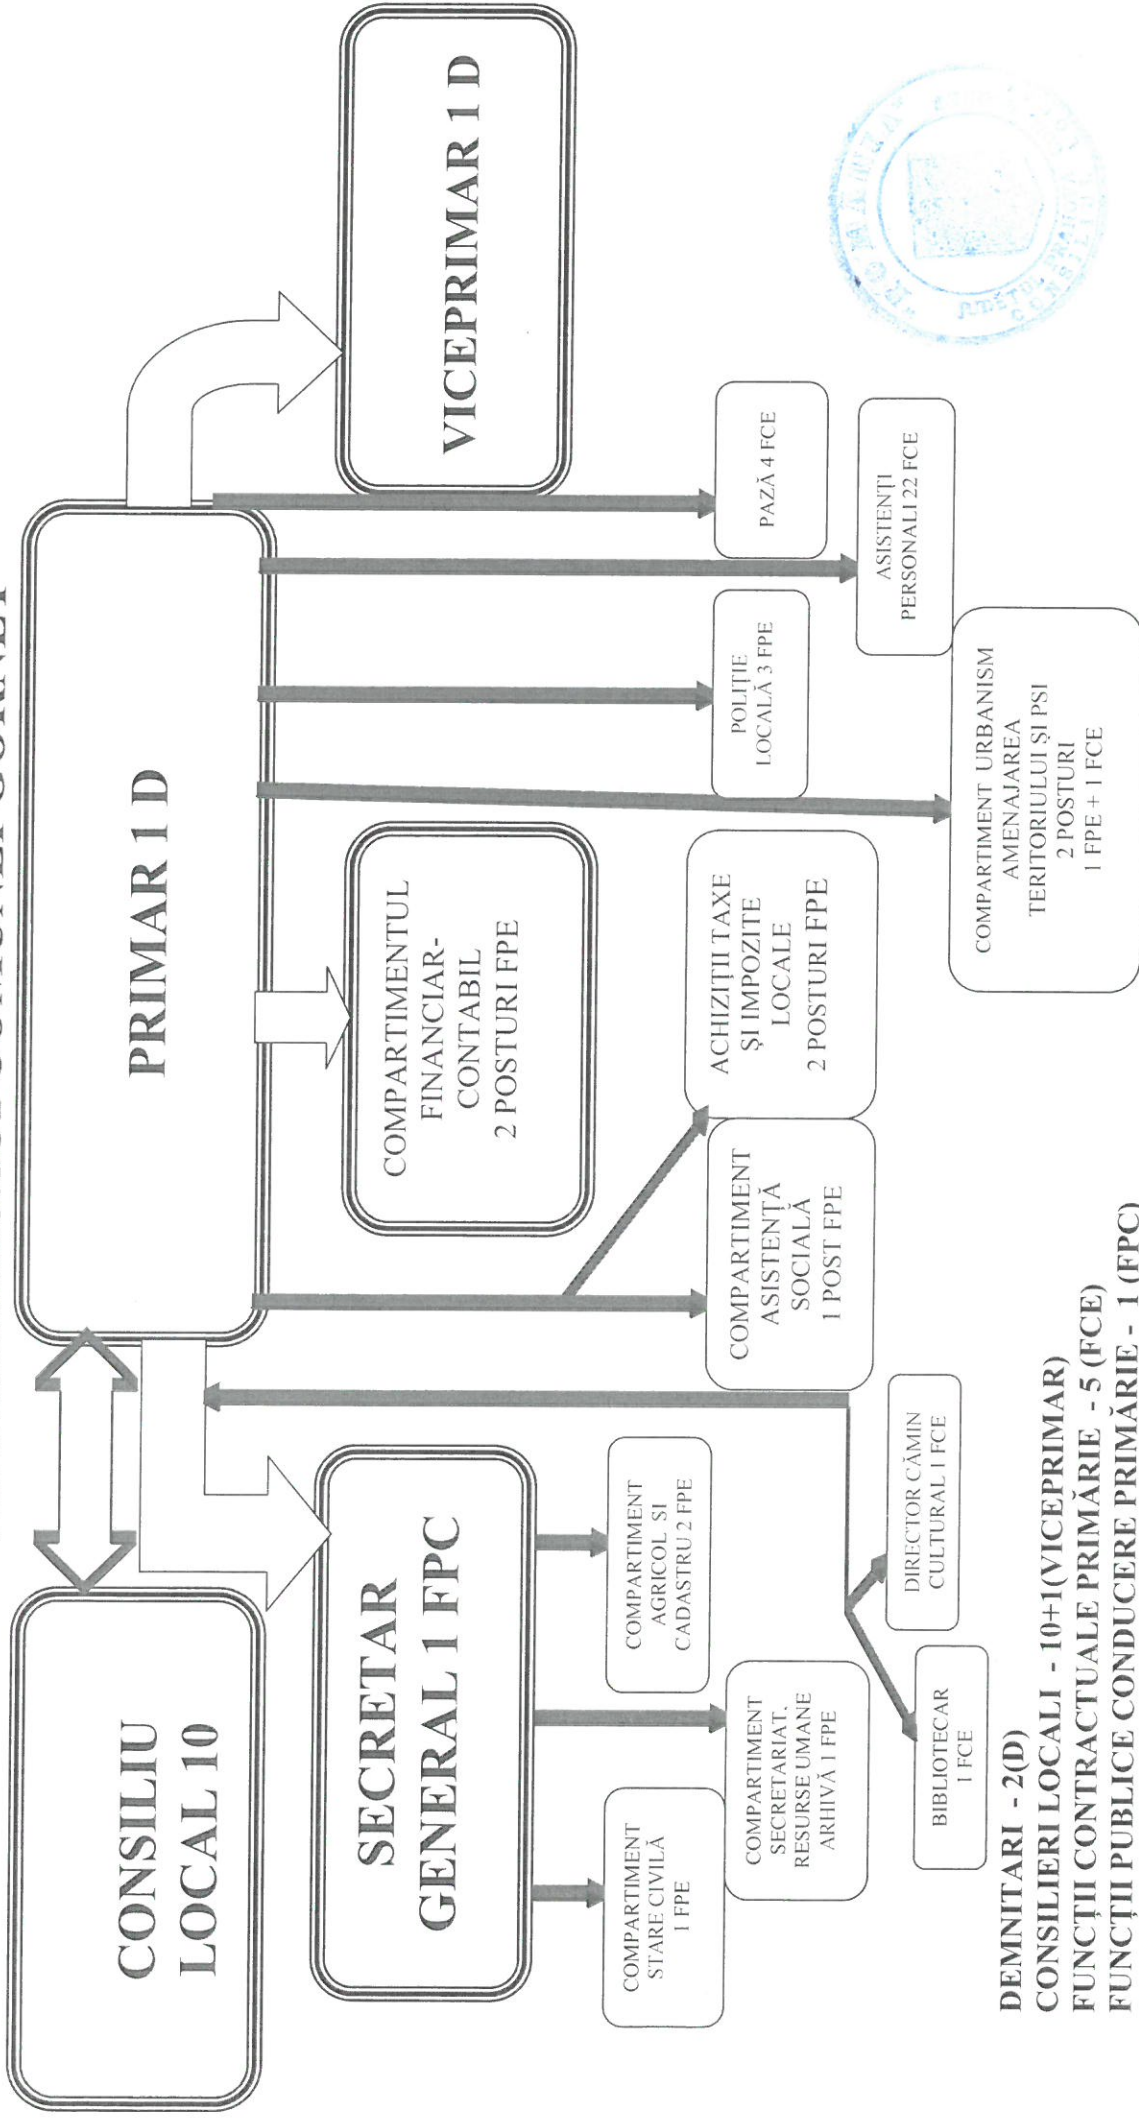 CONSILIU
LOCAL 10
PRIMAR 1 D
VICEPRIMAR 1 D
SECRETAR
GENERAL 1 FPC
COMPARTIMENTUL
FINANCIAR-
CONTABIL
2 POSTURI FPE
COMPARTIMENT
STARE CIVILĂ
1 FPE
COMPARTIMENT
SECRETARIAT,
RESURSE UMANE
ARHIVĂ 1 FPE
COMPARTIMENT
AGRICOL SI
CADASTRU 2 FPE
COMPARTIMENT
ASISTENȚĂ
SOCIALĂ
1 POST FPE
ACHIZIȚII TAXE
ȘI IMPOZITE
LOCALE
2 POSTURI FPE
POLIȚIE
LOCALĂ 3 FPE
PAZĂ 4 FCE
ASISTENȚI
PERSONALI 22 FCE
COMPARTIMENT URBANISM
AMENAJAREA
TERITORIULUI ȘI PSI
2 POSTURI
1 FPE + 1 FCE
BIBLIOTECAR
1 FCE
DIRECTOR CĂMIN
CULTURAL 1 FCE
"ROMÂNIA"
JUDEȚUL PRAHOVA
CONSILIUL
DEMNITARI - 2(D)
CONSILIERI LOCALI - 10+1(VICEPRIMAR)
FUNCȚII CONTRACTUALE PRIMĂRIE - 5 (FCE)
FUNCȚII PUBLICE CONDUCERE PRIMĂRIE - 1 (FPC)